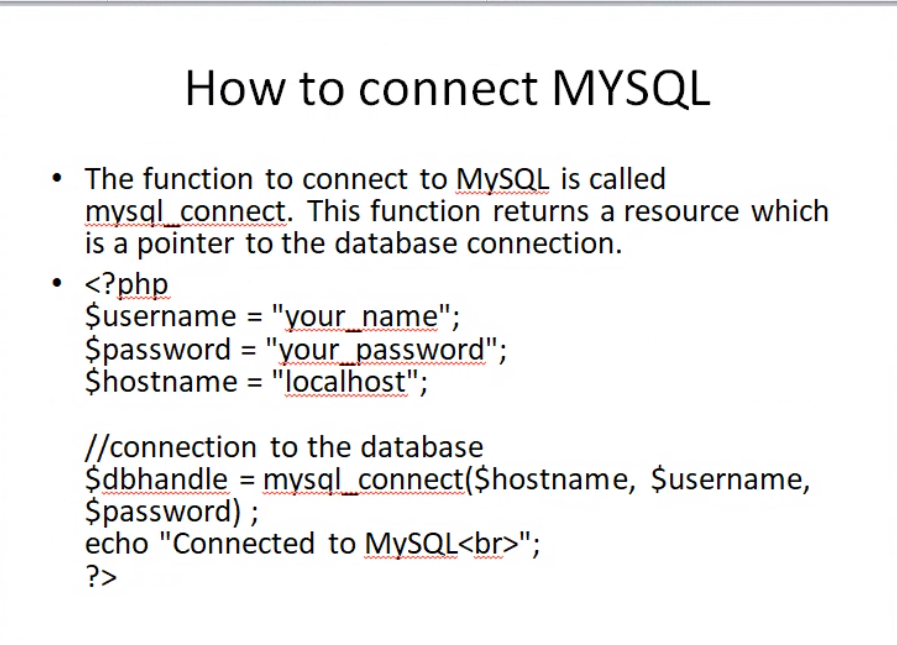 How to connect MYSQL
• The function to connect to MySQL is called
mysql_connect. This function returns a resource which
is a pointer to the database connection.
• <?php
$username = "your_name";
$password = "your_password";
$hostname = "localhost";
//connection to the database
$dbhandle = mysql_connect($hostname, $username,
$password) ;
echo "Connected to MySQL<br>";
?>